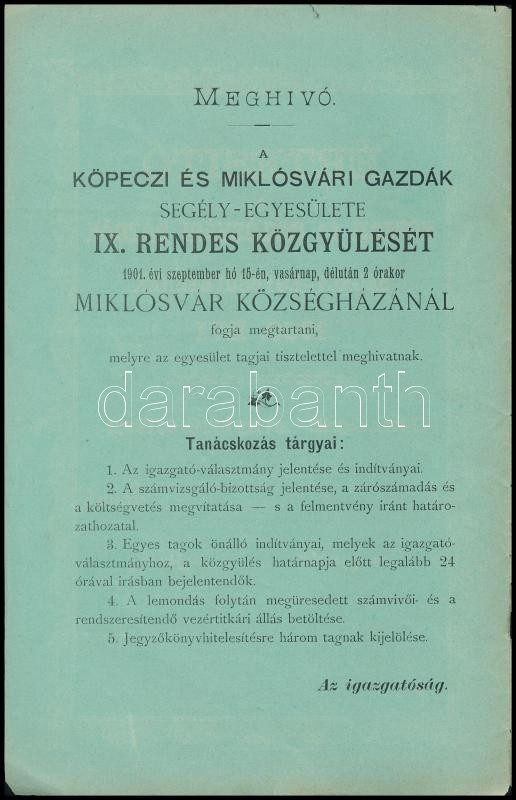 MEGHIVÓ.
A
KÖPECZI ÉS MIKLÓSVÁRI GAZDÁK
SEGÉLY-EGYESÜLETE
IX. RENDES KÖZGYÜLÉSÉT
1901. évi szeptember hó 15-én, vasárnap, délután 2 órakor
MIKLÓSVÁR KÖZSÉGHÁZÁNÁL
fogja megtartani,
melyre az egyesület tagjai tisztelettel meghivatnak.
darabanth
Tanácskozás tárgyai:
1. Az igazgató-választmány jelentése és indítványai.
2. A számvizsgáló-bizottság jelentése, a zárószámadás és
a költségvetés megvítatása — s a felmentvény iránt határo-
zathozatal.
3. Egyes tagok önálló indítványai, melyek az igazgató-
választmányhoz, a közgyülés határnapja előtt legalább 24
órával irásban bejelentendők.
4. A lemondás folytán megüresedett számvivői- és a
rendszeresítendő vezértitkári állás betöltése.
5. Jegyzőkönyvhitelesítésre három tagnak kijelölése.
Az igazgatóság.